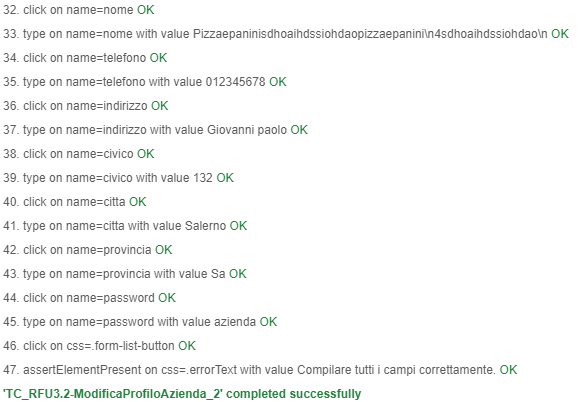 32. click on name=nome OK
33. type on name=nome with value Pizzaepaninisdhoaihdssiohdaopizzaepanini\n4sdhoaihdssiohdao\n OK
34. click on name=telefono OK
35. type on name=telefono with value 012345678 OK
36. click on name=indirizzo OK
37. type on name=indirizzo with value Giovanni paolo OK
38. click on name=civico OK
39. type on name=civico with value 132 OK
40. click on name=citta OK
41. type on name=citta with value Salerno OK
42. click on name=provincia OK
43. type on name=provincia with value Sa OK
44. click on name=password OK
45. type on name=password with value azienda OK
46. click on css=.form-list-button OK
47. assertElementPresent on css=.errorText with value Compilare tutti i campi correttamente. OK
'TC_RFU3.2-ModificaProfiloAzienda_2' completed successfully